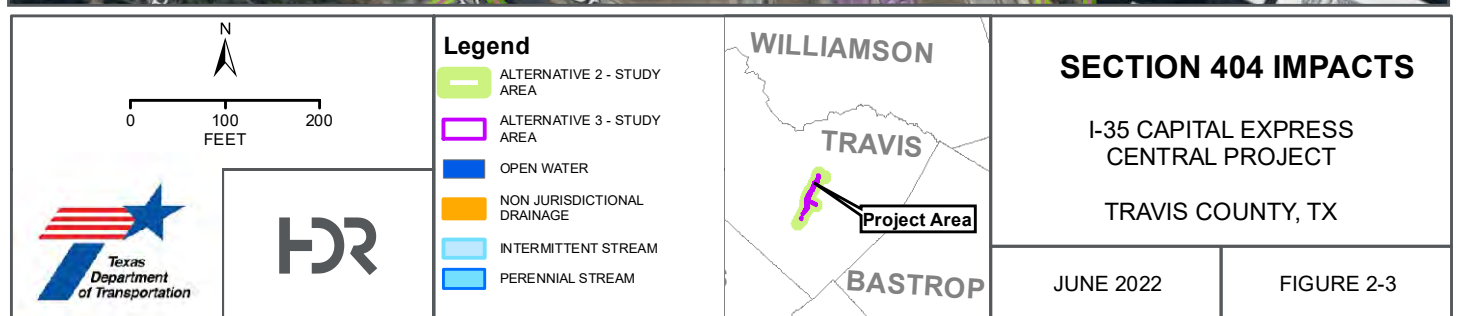 N
0 100 200
FEET
Texas
Department
of Transportation
HDR
Legend
ALTERNATIVE 2 - STUDY
AREA
ALTERNATIVE 3 - STUDY
AREA
OPEN WATER
NON JURISDICTIONAL
DRAINAGE
INTERMITTENT STREAM
PERENNIAL STREAM
WILLIAMSON
TRAVIS
Project Area
BASTROP
SECTION 404 IMPACTS
I-35 CAPITAL EXPRESS
CENTRAL PROJECT
TRAVIS COUNTY, TX
JUNE 2022
FIGURE 2-3